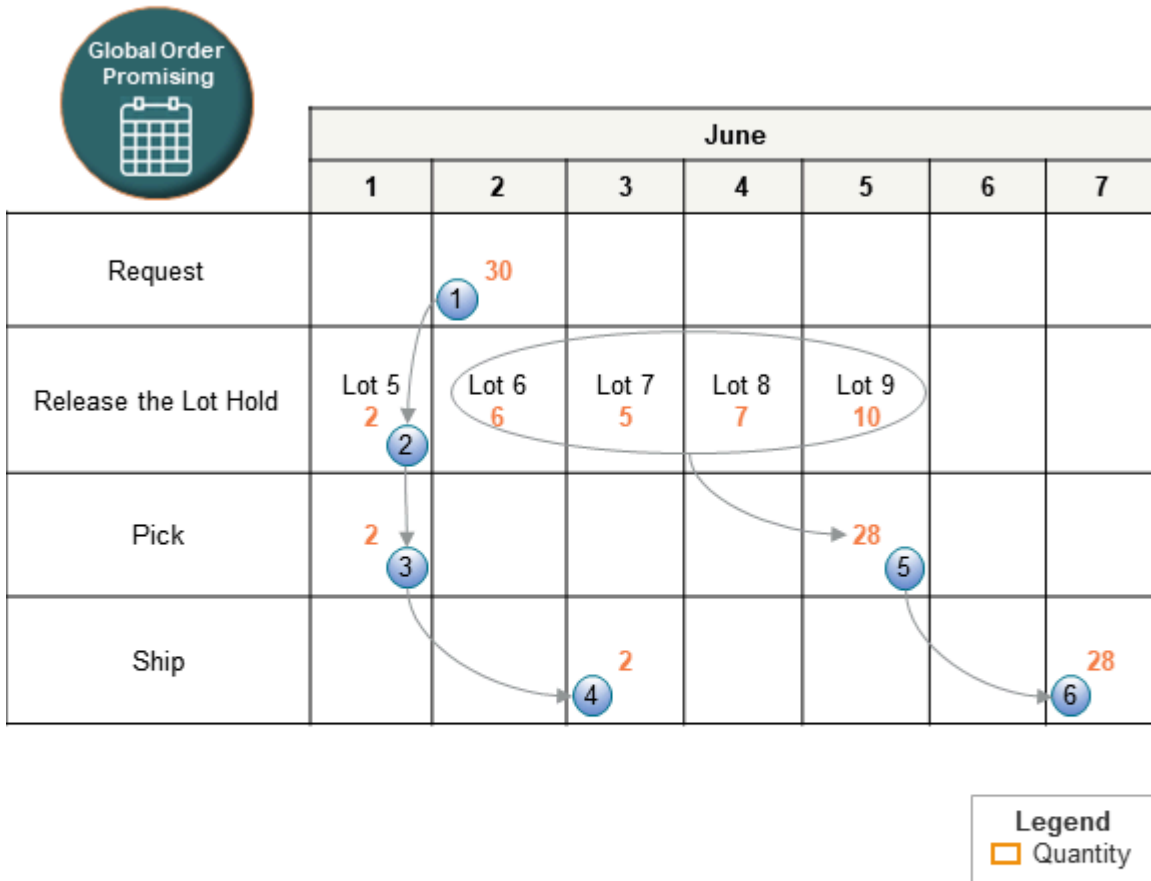 Global Order
Promising
June
1 2 3 4 5 6 7
Request
30
1
Release the Lot Hold
Lot 5 Lot 6 Lot 7 Lot 8 Lot 9
2 6 5 7 10
2
Pick
2 28
3 5
Ship
2 28
4 6
Legend
Quantity